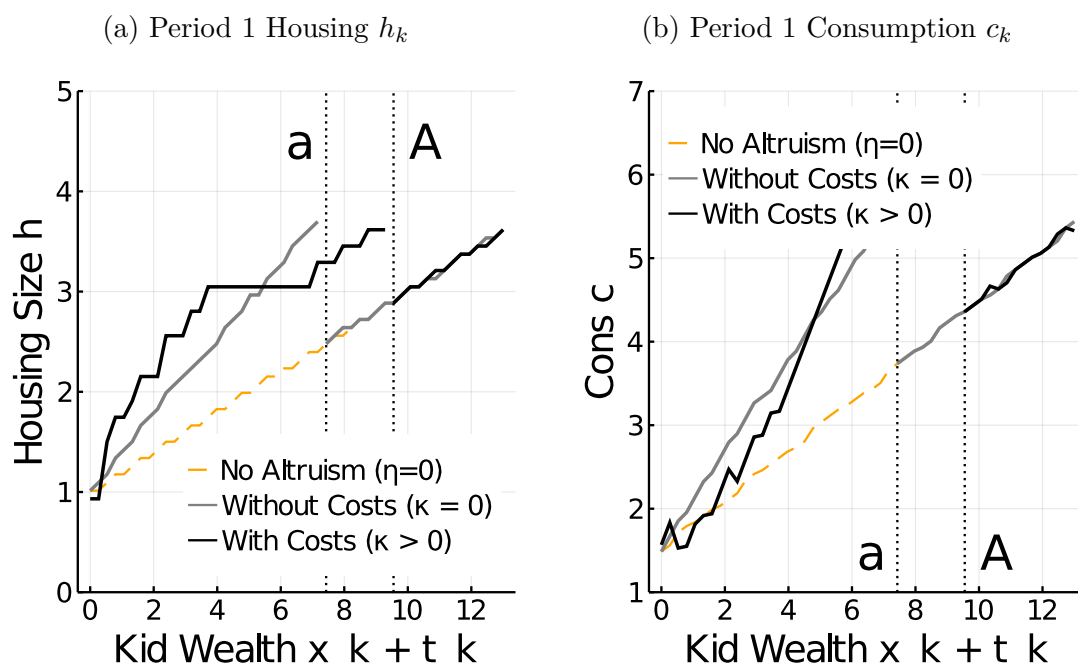 (a) Period 1 Housing hₖ
5
4
3
2
1
0
Housing Size h
a
A
No Altruism (η=0)
Without Costs (κ = 0)
With Costs (κ > 0)
0 2 4 6 8 10 12
Kid Wealth x k + t k
(b) Period 1 Consumption cₖ
7
6
5
4
3
2
1
Cons c
No Altruism (η=0)
Without Costs (κ = 0)
With Costs (κ > 0)
a
A
0 2 4 6 8 10 12
Kid Wealth x k + t k